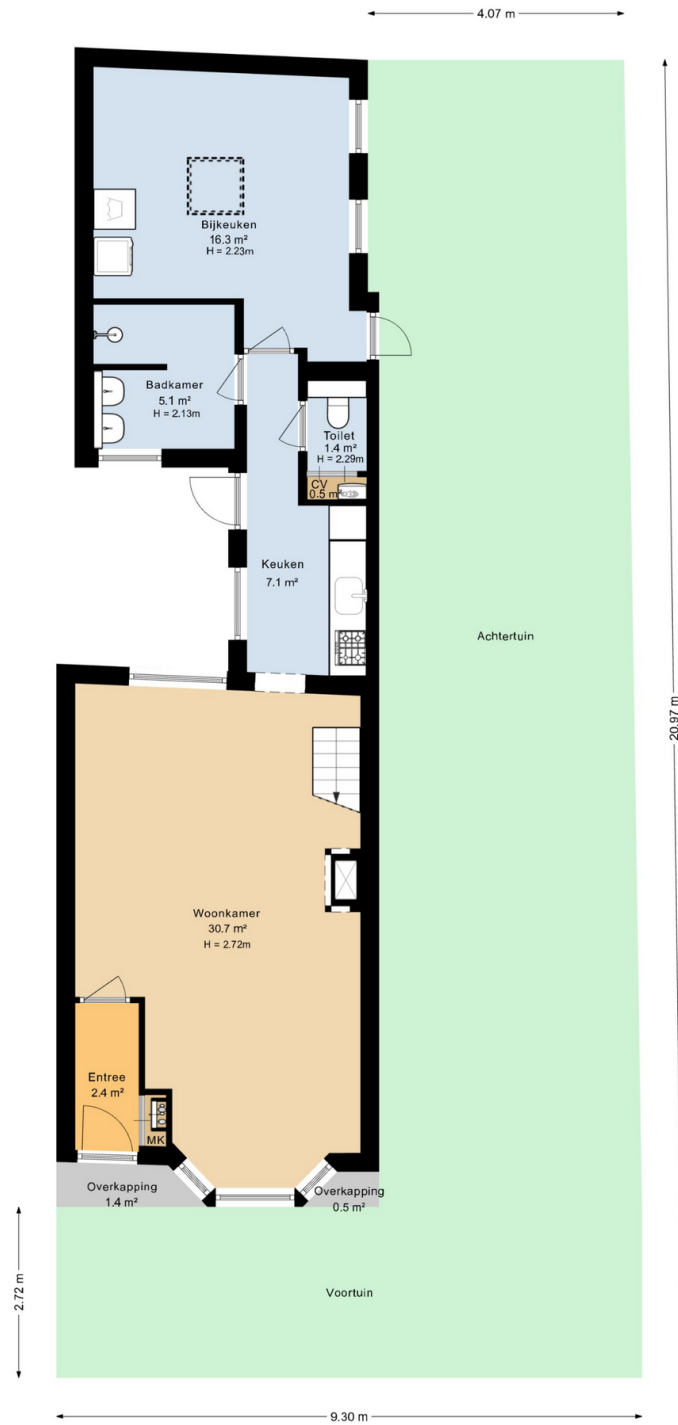 4.07 m
Bijkeuken
16.3 m²
H = 2.23m
Badkamer
5.1 m²
H = 2.13m
Toilet
1.4 m²
H = 2.29m
CV
0.5 m²
Keuken
7.1 m²
Achtertuin
20.97 m
Woonkamer
30.7 m²
H = 2.72m
Entree
2.4 m²
MK
Overkapping
1.4 m²
Overkapping
0.5 m²
2.72 m
Voortuin
9.30 m